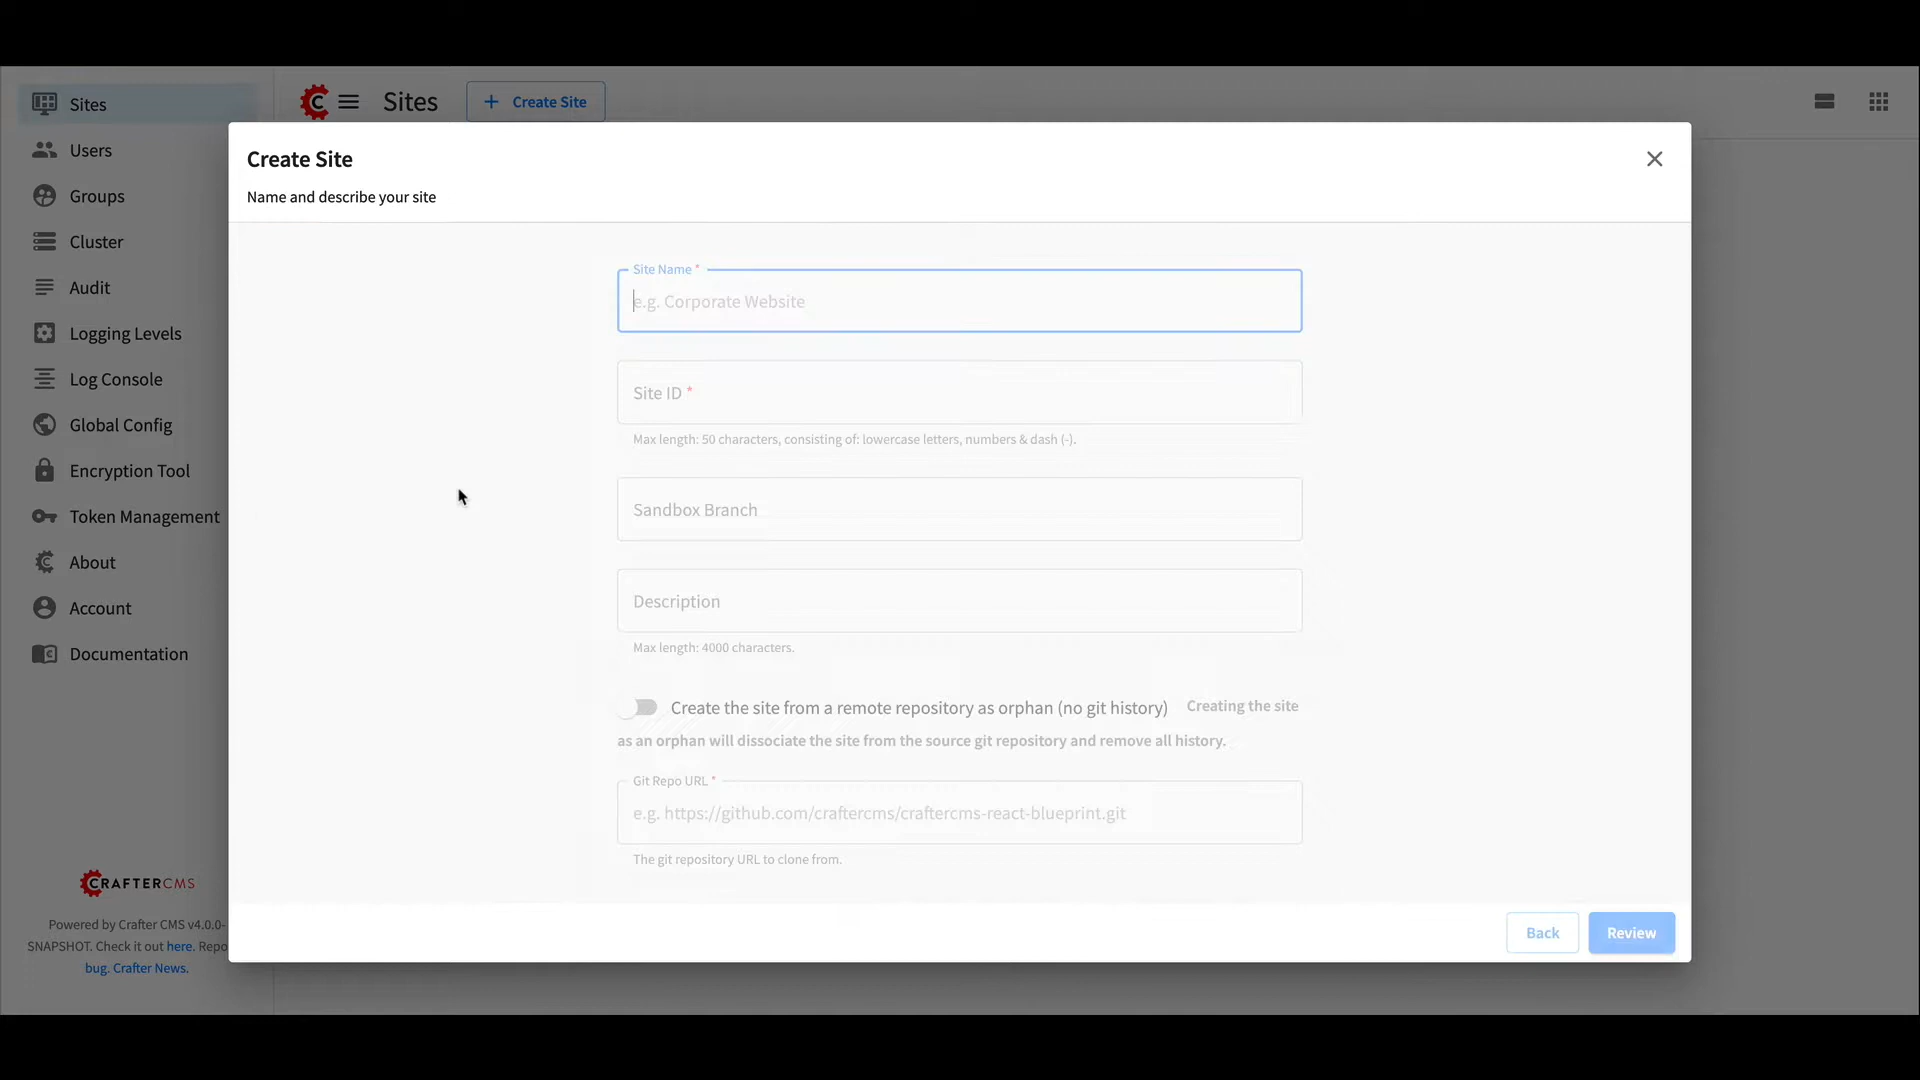 Sites
Users
Groups
Cluster
Audit
Logging Levels
Log Console
Global Config
Encryption Tool
Token Management
About
Account
Documentation
CRAFTERCMS
Powered by Crafter CMS v4.0.0-
SNAPSHOT. Check it out here. Repo
bug. Crafter News.
Sites
+ Create Site
Create Site
Name and describe your site
Site Name *
e.g. Corporate Website
Site ID *
Max length: 50 characters, consisting of: lowercase letters, numbers & dash (-).
Sandbox Branch
Description
Max length: 4000 characters.
Create the site from a remote repository as orphan (no git history) Creating the site
as an orphan will dissociate the site from the source git repository and remove all history.
Git Repo URL *
e.g. https://github.com/craftercms/craftercms-react-blueprint.git
The git repository URL to clone from.
Back
Review